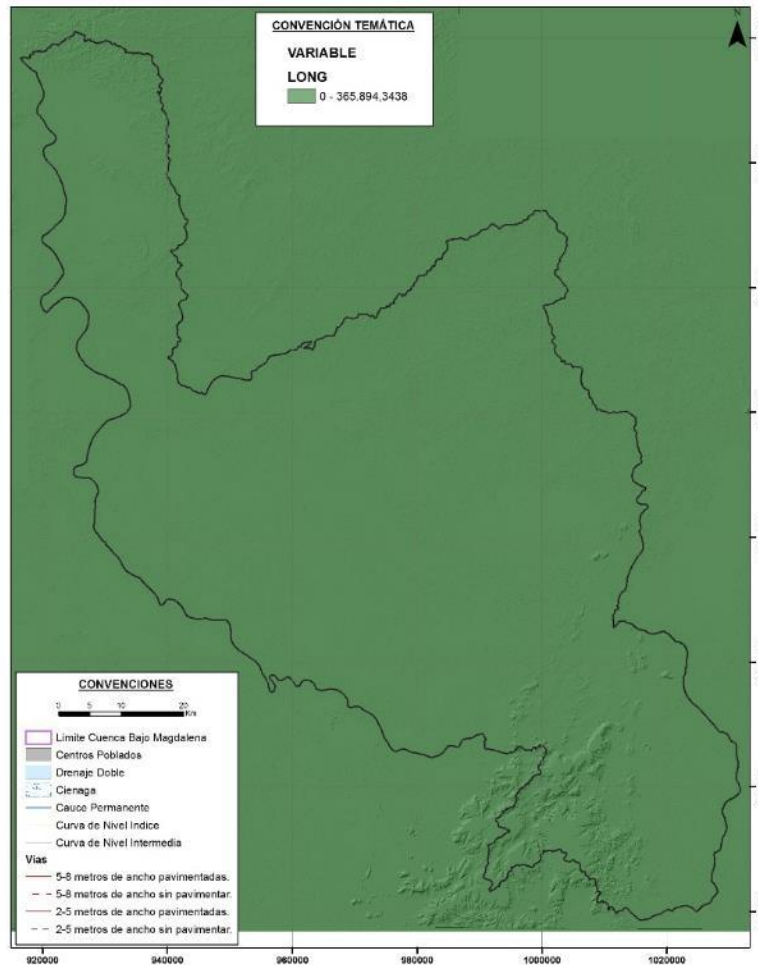 CONVENCIÓN TEMÁTICA
VARIABLE
LONG
0 - 365.894,3438
N
CONVENCIONES
0 5 10 20
Km
Limite Cuenca Bajo Magdalena
Centros Poblados
Drenaje Doble
Cienaga
Cauce Permanente
Curva de Nivel Indice
Curva de Nivel Intermedia
Vias
5-8 metros de ancho pavimentadas.
5-8 metros de ancho sin pavimentar.
2-5 metros de ancho pavimentadas.
2-5 metros de ancho sin pavimentar.
920000 940000 960000 980000 1000000 1020000